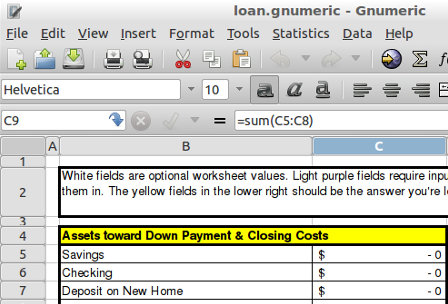 loan.gnumeric - Gnumeric
File Edit View Insert Format Tools Statistics Data Help
Helvetica 10 a a a
C9 =sum(C5:C8)
A B C
1
2 White fields are optional worksheet values. Light purple fields require
them in. The yellow fields in the lower right should be the answer you're
3
4 Assets toward Down Payment & Closing Costs
5 Savings $ - 0
6 Checking $ - 0
7 Deposit on New Home $ - 0